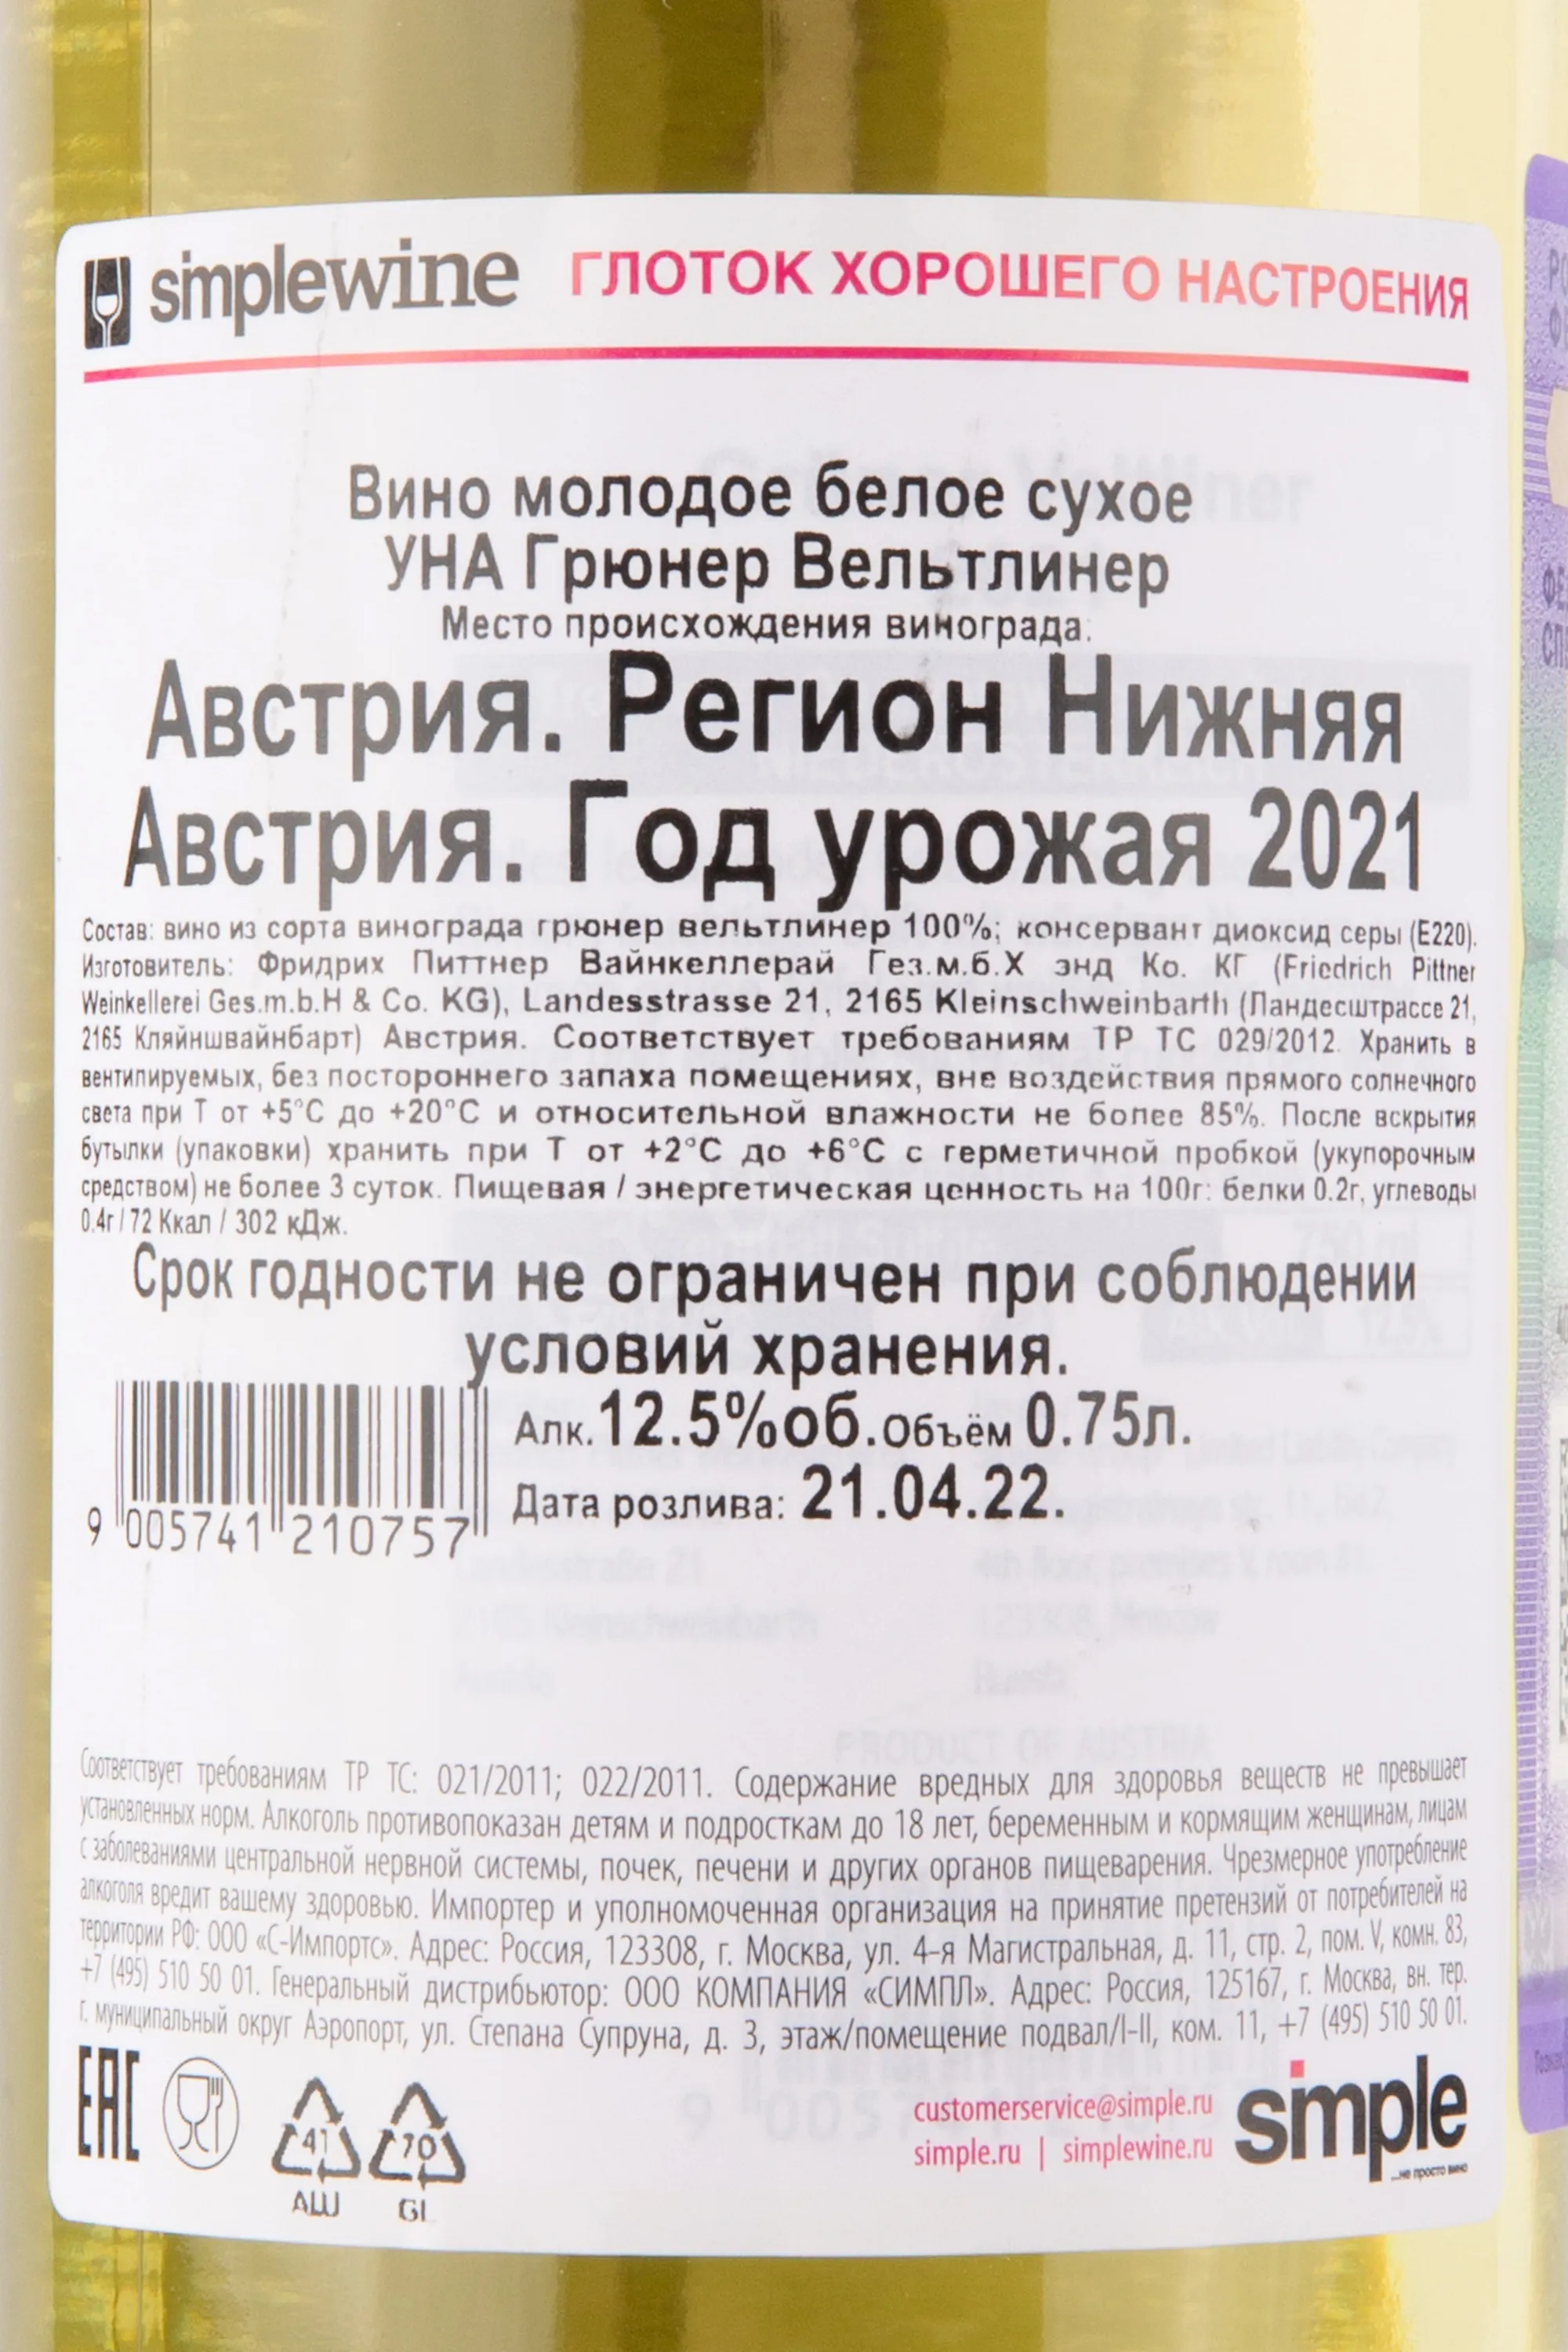 simplewine ГЛОТОК ХОРОШЕГО НАСТРОЕНИЯ
Вино молодое белое сухое
УНА Грюнер Вельтлинер
Место происхождения винограда:
Австрия. Регион Нижняя
Австрия. Год урожая 2021
Состав: вино из сорта винограда грюнер вельтлинер 100%; консервант диоксид серы (Е220).
Изготовитель: Фридрих Питтнер Вайнкеллерай Гез.м.б.Х энд Ко. КГ (Friedrich Pittner
Weinkellerei Ges.m.b.H & Co. KG), Landesstrasse 21, 2165 Kleinschweinbarth (Ландесштрассе 21,
2165 Кляйншвайнбарт) Австрия. Соответствует требованиям ТР ТС 029/2012. Хранить в
вентилируемых, без постороннего запаха помещениях, вне воздействия прямого солнечного
света при Т от +5°С до +20°С и относительной влажности не более 85%. После вскрытия
бутылки (упаковки) хранить при Т от +2°С до +6°С с герметичной пробкой (укупорочным
средством) не более 3 суток. Пищевая / энергетическая ценность на 100г: белки 0.2г, углеводы
0.4г / 72 Ккал / 302 кДж.
Срок годности не ограничен при соблюдении
условий хранения.
Алк. 12.5%об. Объём 0.75л.
Дата розлива: 21.04.22.
9 005741 210757
Соответствует требованиям ТР ТС: 021/2011; 022/2011. Содержание вредных для здоровья веществ не превышает
установленных норм. Алкоголь противопоказан детям и подросткам до 18 лет, беременным и кормящим женщинам, лицам
с заболеваниями центральной нервной системы, почек, печени и других органов пищеварения. Чрезмерное употребление
алкоголя вредит вашему здоровью. Импортер и уполномоченная организация на принятие претензий от потребителей на
территории РФ: ООО «С-Импортс». Адрес: Россия, 123308, г. Москва, ул. 4-я Магистральная, д. 11, стр. 2, пом. V, комн. 83,
+7 (495) 510 50 01. Генеральный дистрибьютор: ООО КОМПАНИЯ «СИМПЛ». Адрес: Россия, 125167, г. Москва, вн. тер.
г. муниципальный округ Аэропорт, ул. Степана Супруна, д. 3, этаж/помещение подвал/I-II, ком. 11, +7 (495) 510 50 01.
EAC
41 70
ALU GL
customerservice@simple.ru
simple.ru | simplewine.ru
simple
...не просто вино